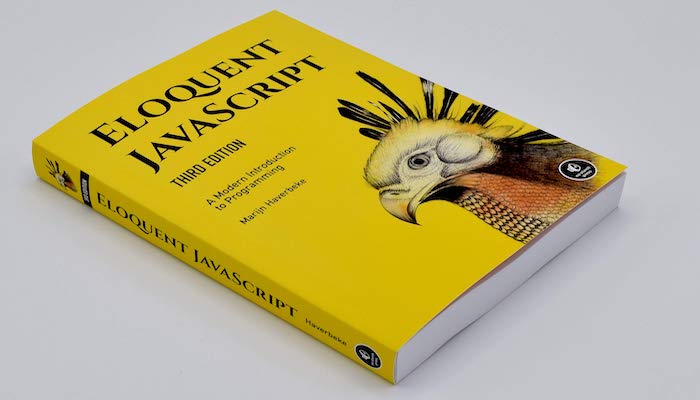 ELOQUENT
JAVASCRIPT
THIRD EDITION
A Modern Introduction
to Programming
Marijn Haverbeke
ELOQUENT JAVASCRIPT
Haverbeke